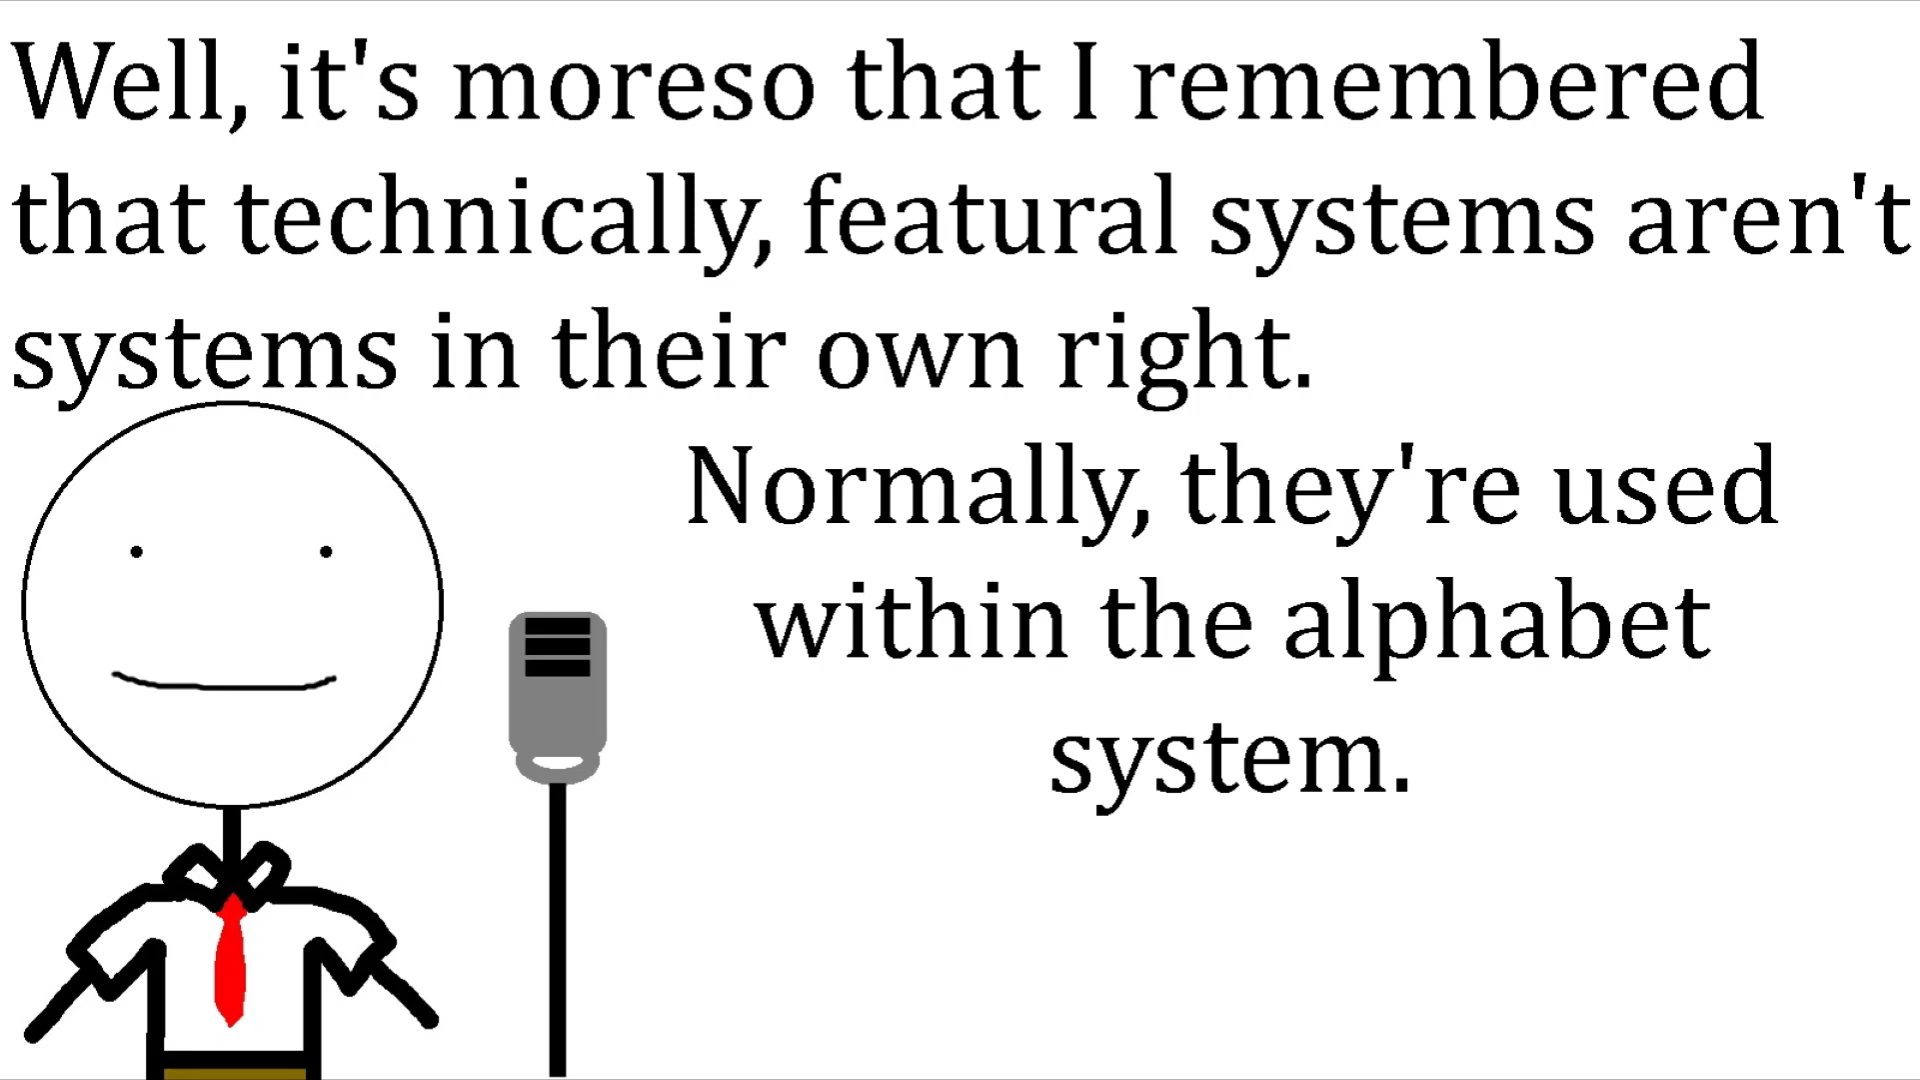 Well, it's moreso that I remembered
that technically, featural systems aren't
systems in their own right.
Normally, they're used
within the alphabet
system.